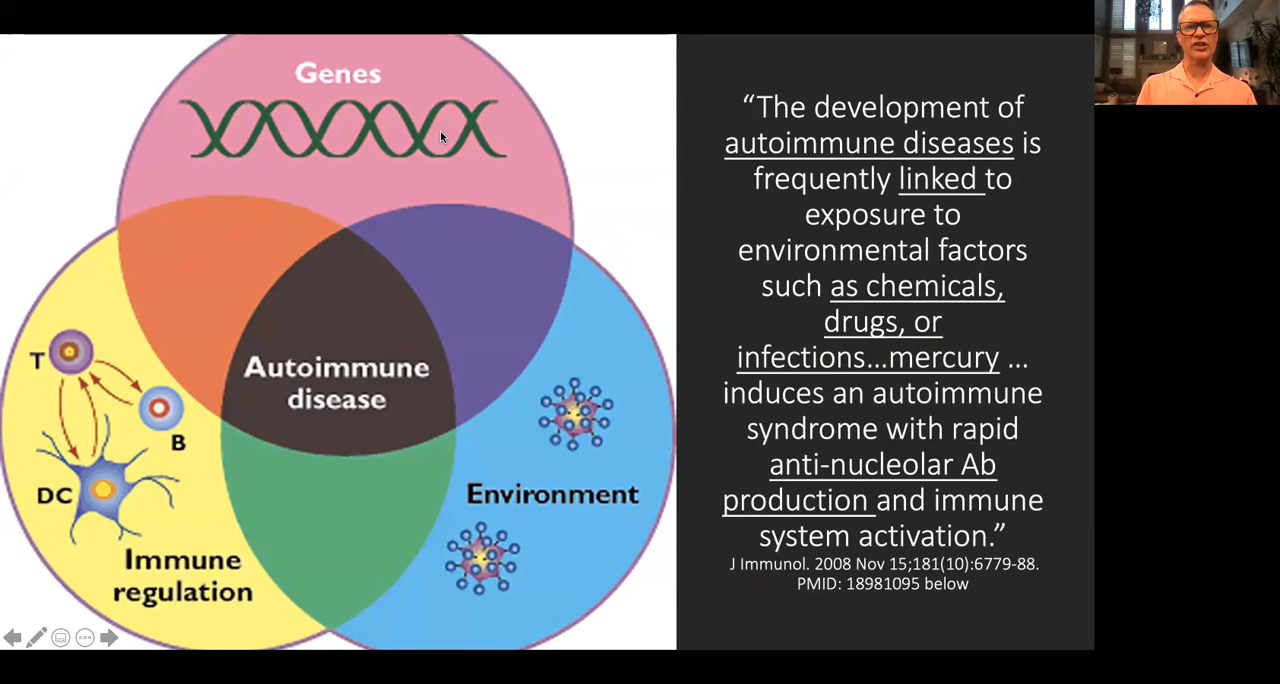 Genes
Autoimmune
disease
T
B
DC
Environment
Immune
regulation
“The development of
autoimmune diseases is
frequently linked to
exposure to
environmental factors
such as chemicals,
drugs, or
infections...mercury ...
induces an autoimmune
syndrome with rapid
anti-nucleolar Ab
production and immune
system activation.”
J Immunol. 2008 Nov 15;181(10):6779-88.
PMID: 18981095 below